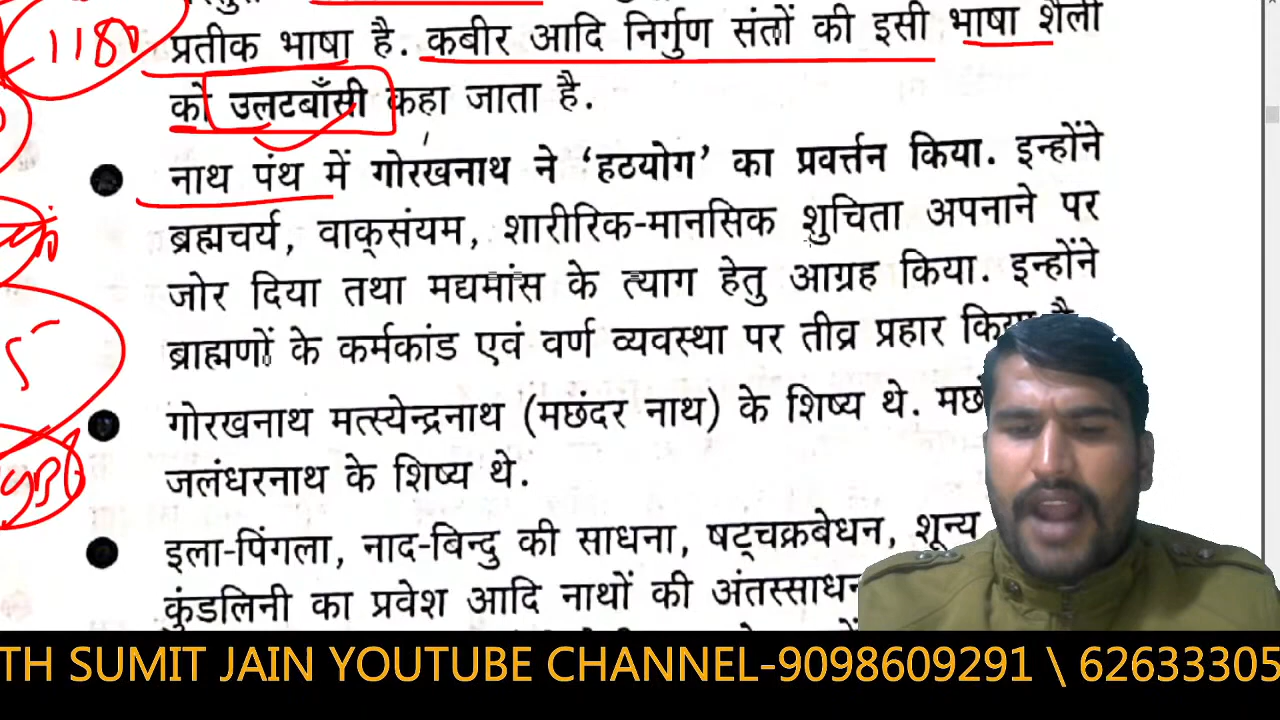 प्रतीक भाषा है. कबीर आदि निर्गुण संतों की इसी भाषा शैली
को उलटबाँसी कहा जाता है.
नाथ पंथ में गोरखनाथ ने ‘हठयोग’ का प्रवर्त्तन किया. इन्होंने
ब्रह्मचर्य, वाक्संयम, शारीरिक-मानसिक शुचिता अपनाने पर
जोर दिया तथा मद्यमांस के त्याग हेतु आग्रह किया. इन्होंने
ब्राह्मणों के कर्मकांड एवं वर्ण व्यवस्था पर तीव्र प्रहार
गोरखनाथ मत्स्येन्द्रनाथ (मछंदर नाथ) के शिष्य थे.
जलंधरनाथ के शिष्य थे.
इला-पिंगला, नाद-विन्दु की साधना, षट्चक्रबेधन, शून्य
कुंडलिनी का प्रवेश आदि नाथों की
TH SUMIT JAIN YOUTUBE CHANNEL-9098609291 \ 62633305